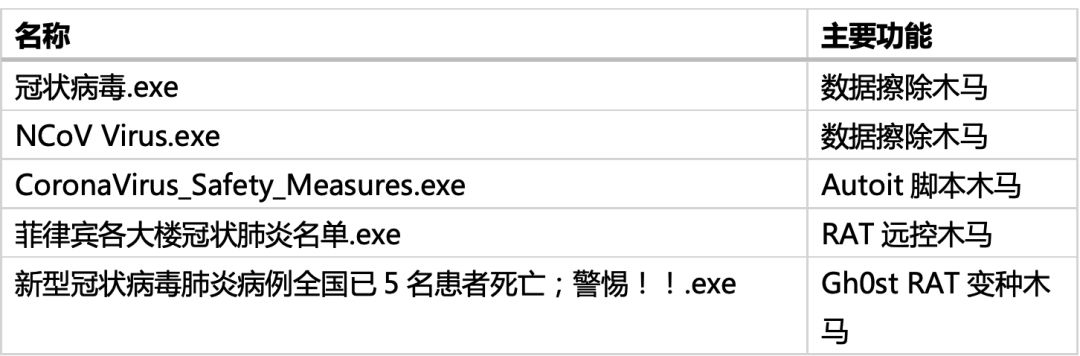 名称 主要功能
冠状病毒.exe 数据擦除木马
NCoV Virus.exe 数据擦除木马
CoronaVirus_Safety_Measures.exe Autoit 脚本木马
菲律宾各大楼冠状肺炎名单.exe RAT 远控木马
新型冠状病毒肺炎病例全国已 5 名患者死亡；警惕！！.exe Gh0st RAT 变种木
马